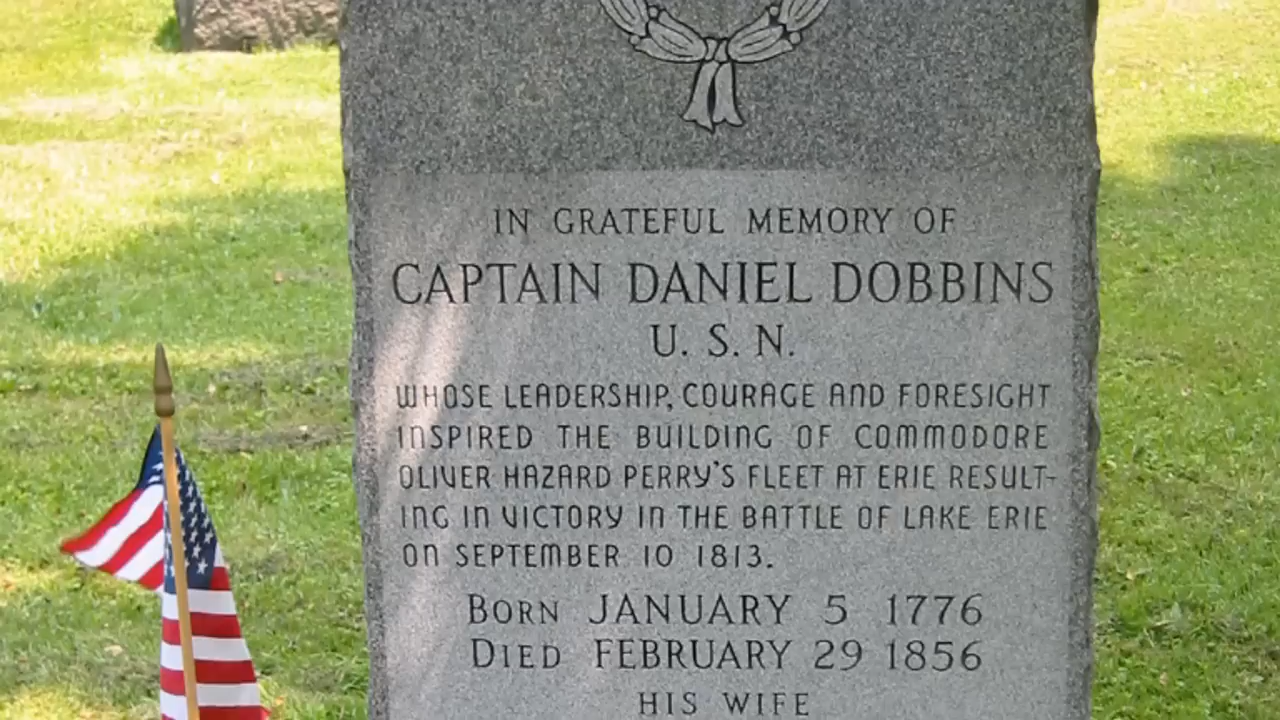 IN GRATEFUL MEMORY OF
CAPTAIN DANIEL DOBBINS
U. S. N.
WHOSE LEADERSHIP, COURAGE AND FORESIGHT
INSPIRED THE BUILDING OF COMMODORE
OLIVER HAZARD PERRY'S FLEET AT ERIE RESULT-
ING IN VICTORY IN THE BATTLE OF LAKE ERIE
ON SEPTEMBER 10 1813.
BORN JANUARY 5 1776
DIED FEBRUARY 29 1856
HIS WIFE